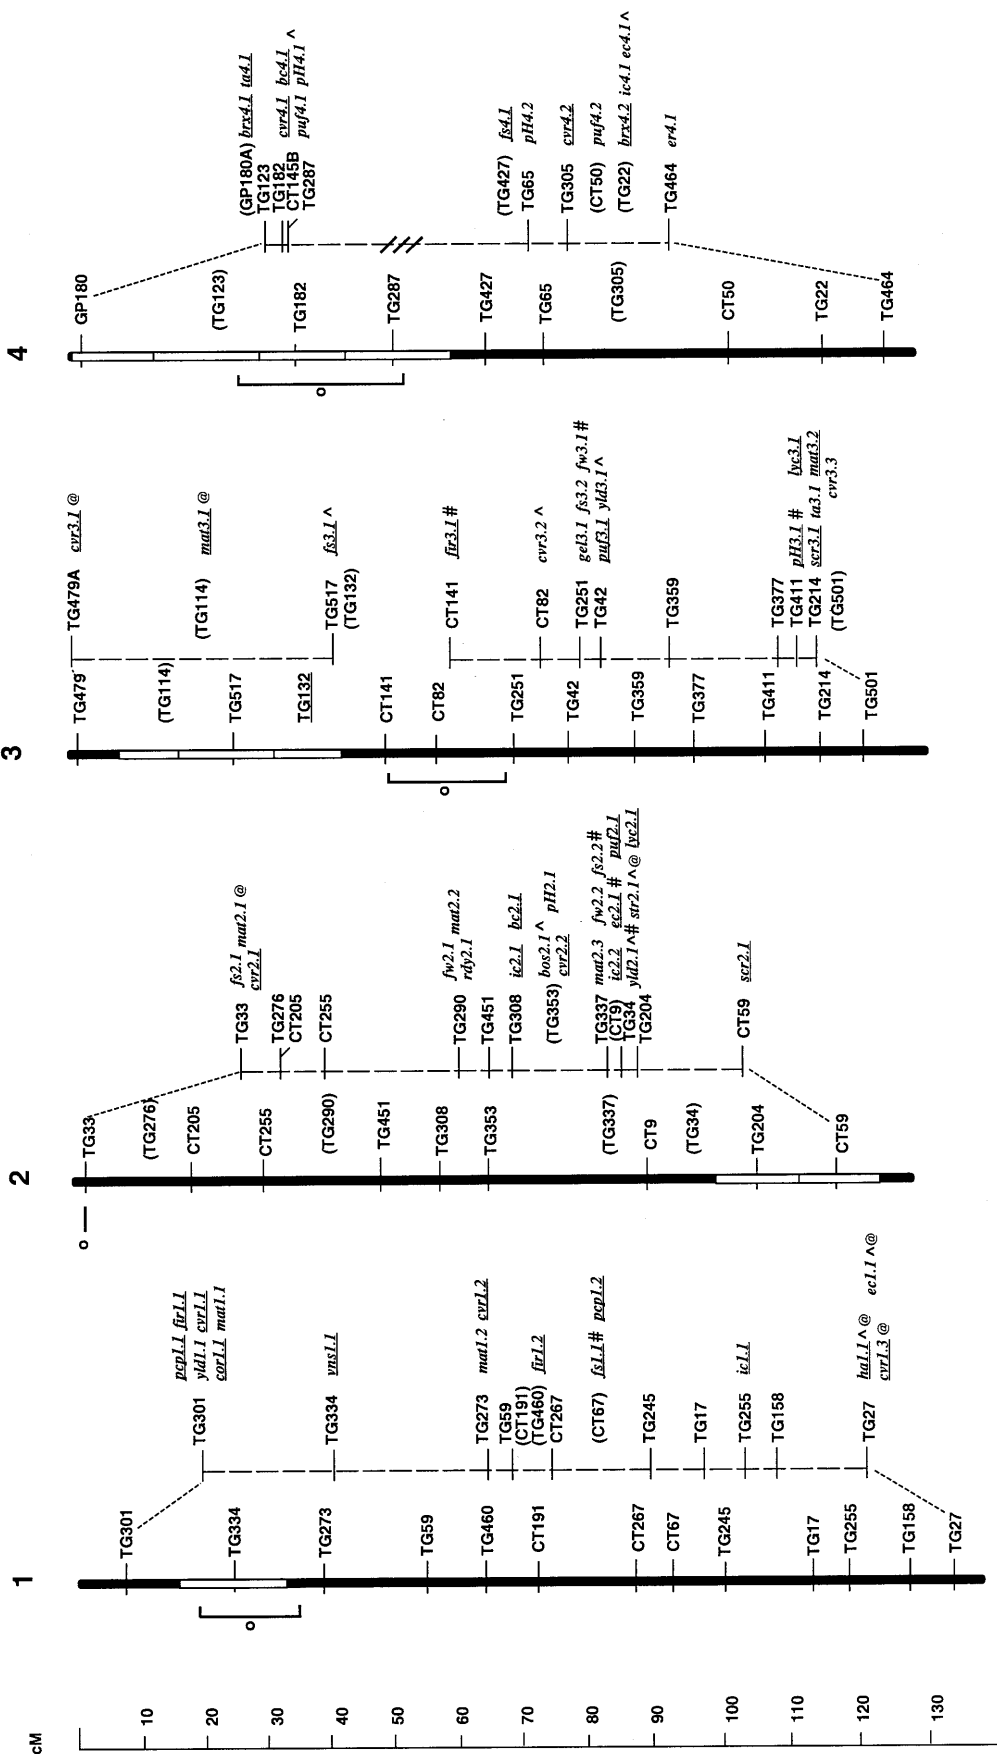 cM
10
20
30
40
50
60
70
80
90
100
110
120
130
1
TG301
TG334
TG273
TG59
TG460
CT191
CT267
CT67
TG245
TG17
TG255
TG158
TG27
o
TG301 pcp1.1 fir1.1
yld1.1 cvr1.1
cor1.1 mat1.1
TG334 vns1.1
TG273 mat1.2 cvr1.2
TG59
(CT191)
(TG460) fir1.2
CT267
(CT67) fs1.1# pcp1.2
TG245
TG17
TG255 ic1.1
TG158
TG27 ha1.1^@ ec1.1^@
cvr1.3@
2
o
TG33
(TG276)
CT205
CT255
(TG290)
TG451
TG308
TG353
(TG337)
CT9
(TG34)
TG204
CT59
TG33 fs2.1 mat2.1@
cvr2.1
TG276
CT205
CT255
TG290 fw2.1 mat2.2
rdy2.1
TG451
TG308 ic2.1 bc2.1
(TG353) bos2.1^ pH2.1
cvr2.2
TG337 mat2.3 fw2.2 fs2.2#
(CT9) ic2.2 ec2.1# puf2.1
TG34 yld2.1^# str2.1^@ lyc2.1
TG204
CT59 scr2.1
3
o
TG479
(TG114)
TG517
TG132
CT141
CT82
TG251
TG42
TG359
TG377
TG411
TG214
TG501
TG479A cvr3.1@
(TG114) mat3.1@
TG517 fs3.1^
(TG132)
CT141 fir3.1#
CT82 cvr3.2^
TG251 gel3.1 fs3.2 fw3.1#
TG42 puf3.1 yld3.1^
TG359
TG377
TG411 pH3.1# lyc3.1
TG214 scr3.1 ta3.1 mat3.2
(TG501) cvr3.3
4
o
GP180
(TG123)
TG182
TG287
TG427
TG65
(TG305)
CT50
TG22
TG464
(GP180A) brx4.1 ta4.1
TG123
TG182 cvr4.1 bc4.1
CT145B puf4.1 pH4.1^
TG287
(TG427) fs4.1
TG65 pH4.2
TG305 cvr4.2
(CT50) puf4.2
(TG22) brx4.2 ic4.1 ec4.1^
TG464 er4.1